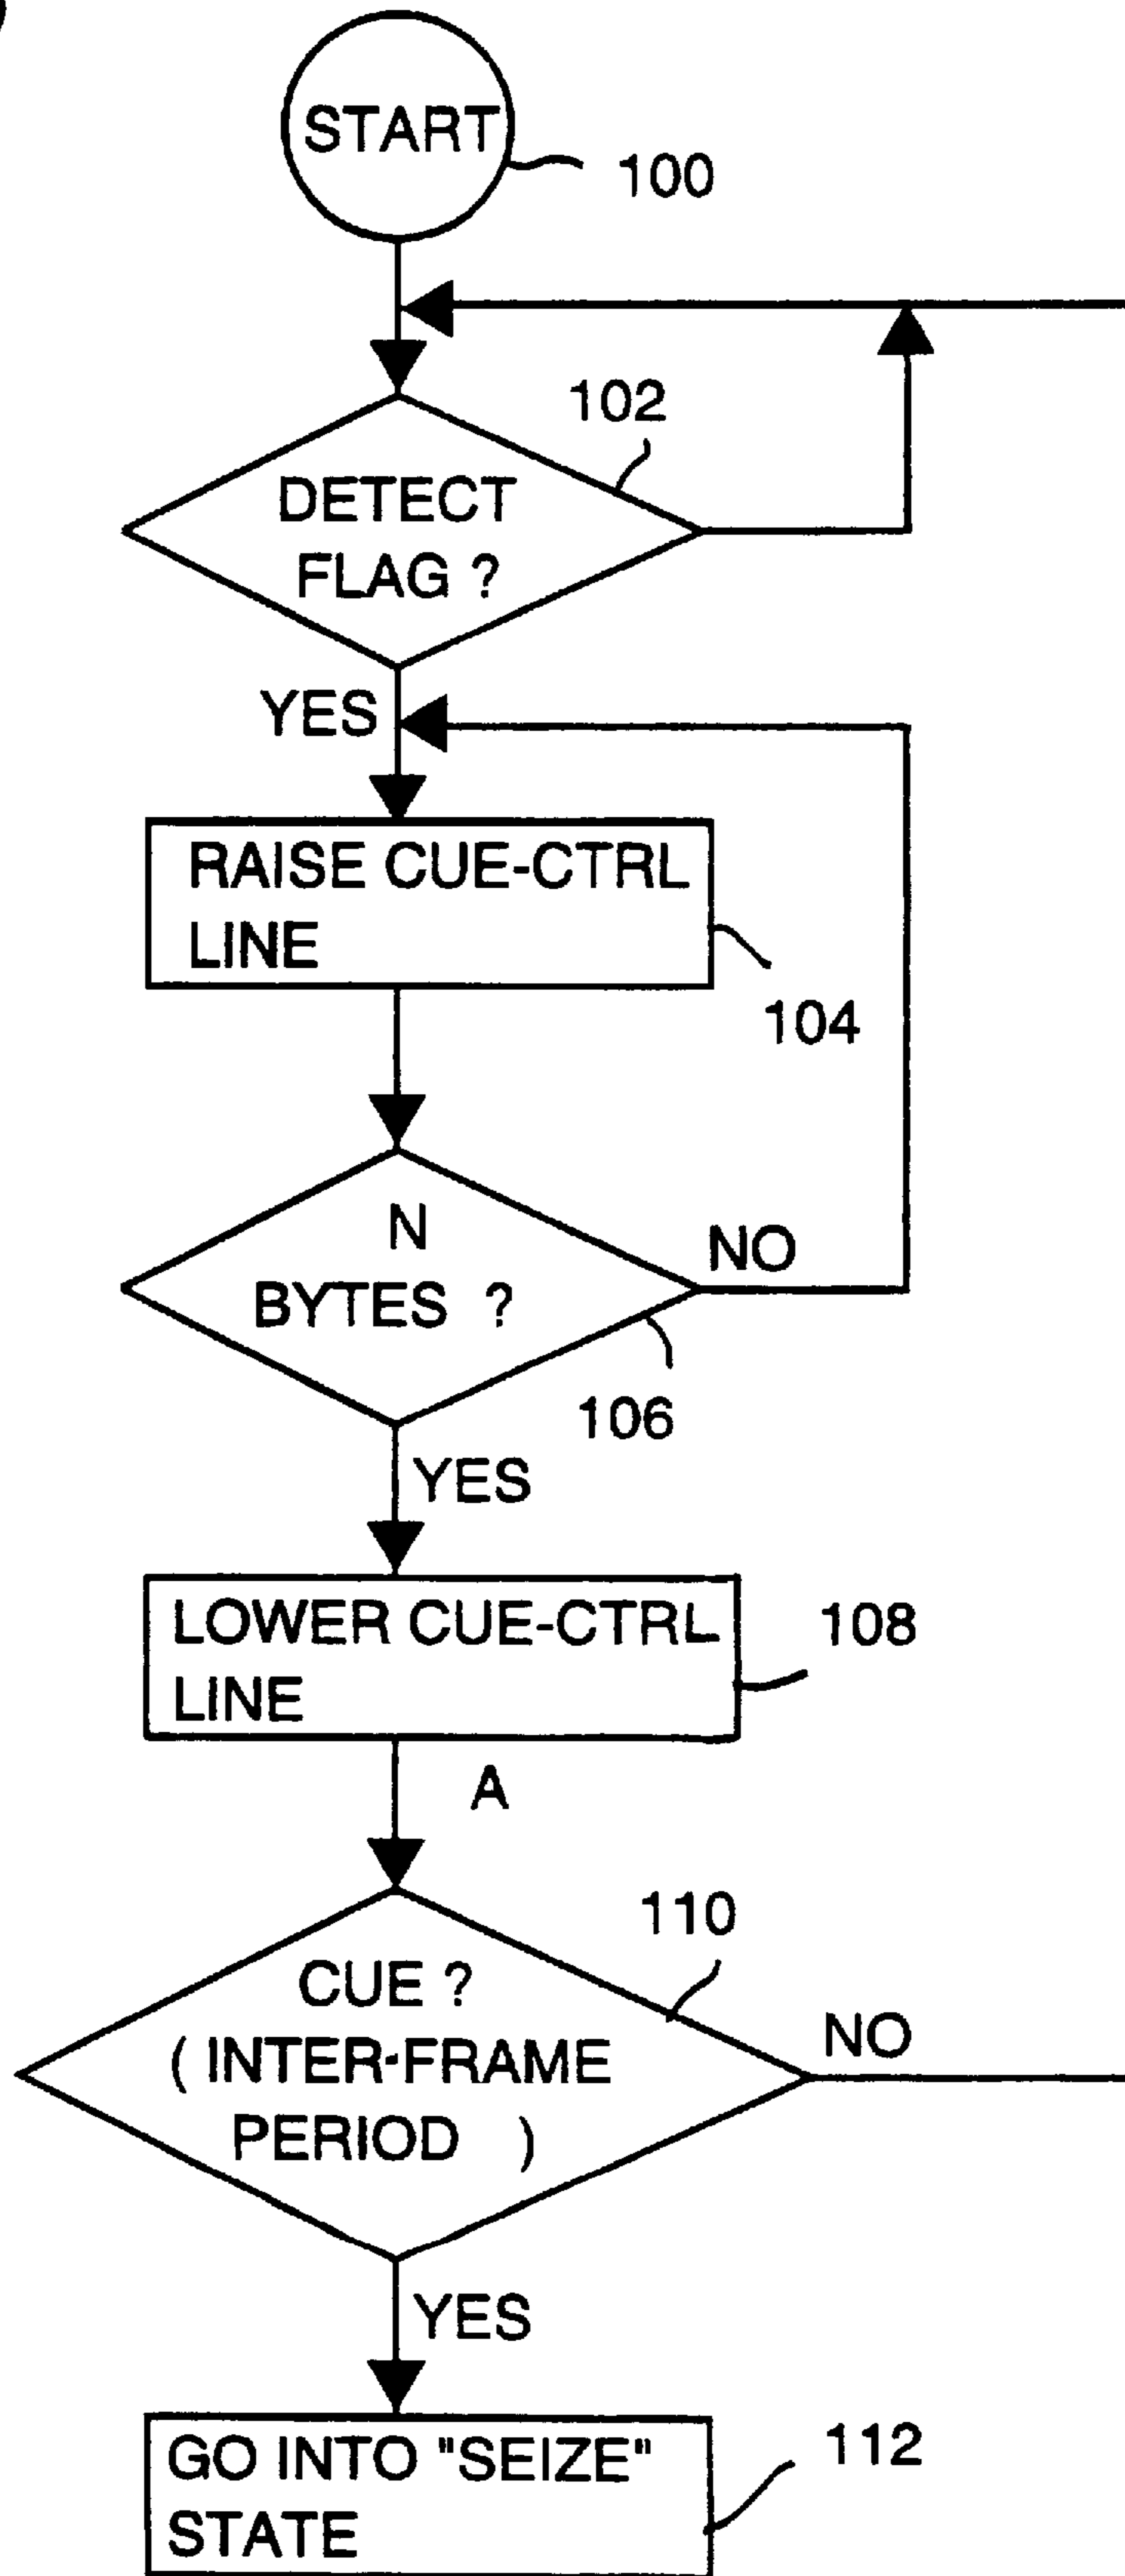 START
100
102
DETECT
FLAG ?
YES
RAISE CUE-CTRL
LINE
104
N
BYTES ?
NO
106
YES
LOWER CUE-CTRL
LINE
108
A
110
CUE ?
( INTER-FRAME
PERIOD )
NO
YES
GO INTO "SEIZE"
STATE
112